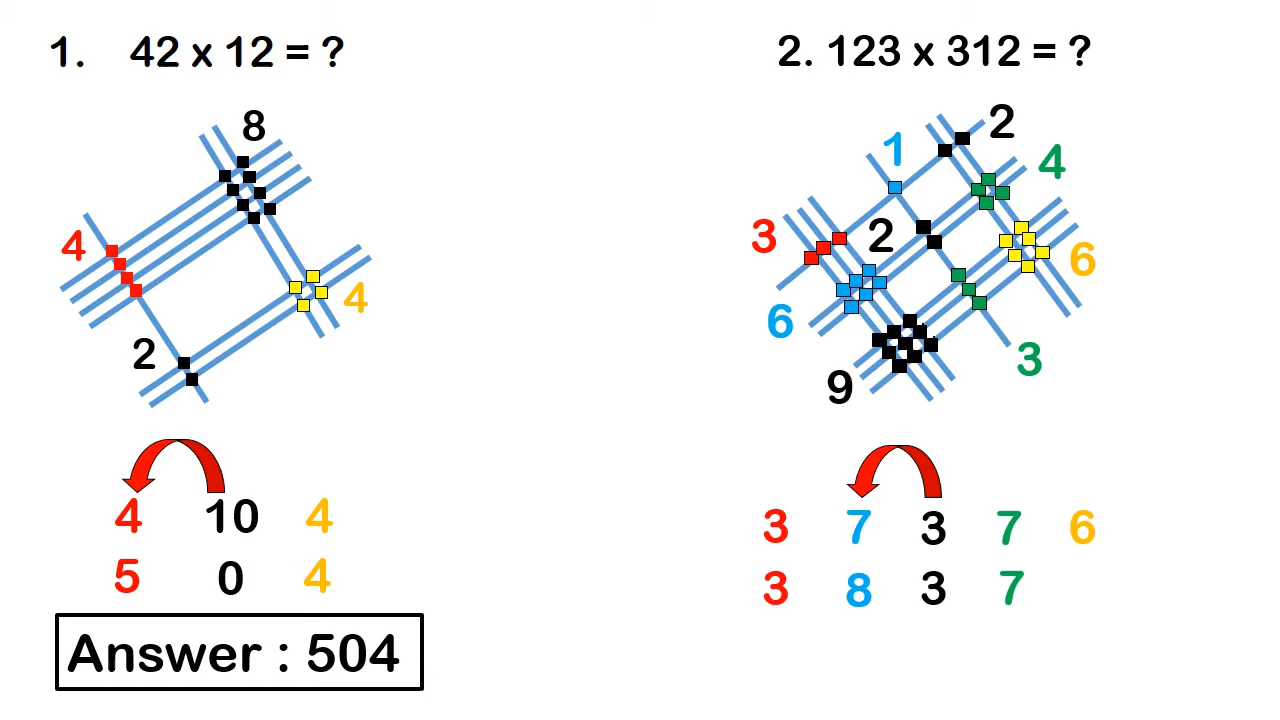 1. 42 x 12 = ?
8
4
4
2
4 10 4
5 0 4
Answer : 504
2. 123 x 312 = ?
2
1
4
3
2
6
6
3
9
3 7 3 7 6
3 8 3 7